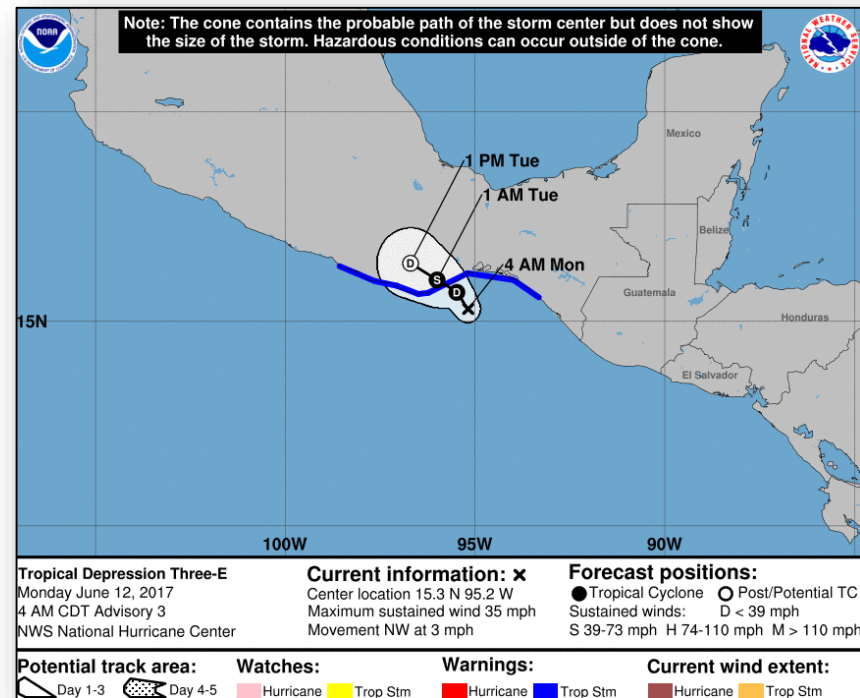 Note: The cone contains the probable path of the storm center but does not show
the size of the storm. Hazardous conditions can occur outside of the cone.
NOAA
Mexico
1 PM Tue
1 AM Tue
Belize
4 AM Mon
D
S
D
Guatemala
15N
Honduras
El Salvador
100W 95W 90W
Tropical Depression Three-E
Monday June 12, 2017
4 AM CDT Advisory 3
NWS National Hurricane Center
Current information: ×
Center location 15.3 N 95.2 W
Maximum sustained wind 35 mph
Movement NW at 3 mph
Forecast positions:
Tropical Cyclone Post/Potential TC
Sustained winds: D < 39 mph
S 39-73 mph H 74-110 mph M > 110 mph
Potential track area:
Day 1-3 Day 4-5
Watches:
Hurricane Trop Stm
Warnings:
Hurricane Trop Stm
Current wind extent:
Hurricane Trop Stm